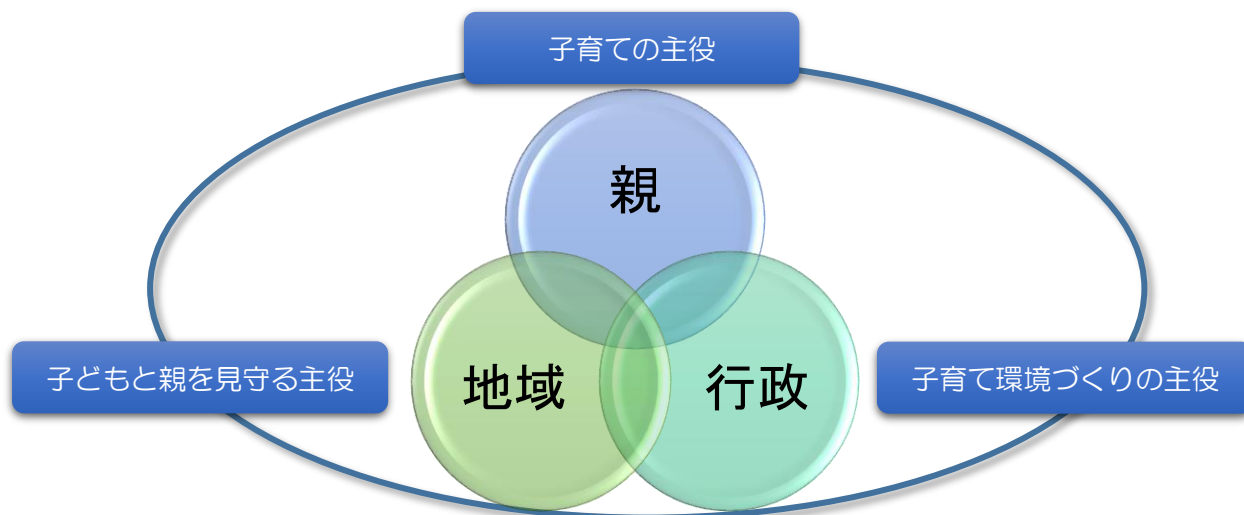 子育ての主役
親
子どもと親を見守る主役
地域
行政
子育て環境づくりの主役